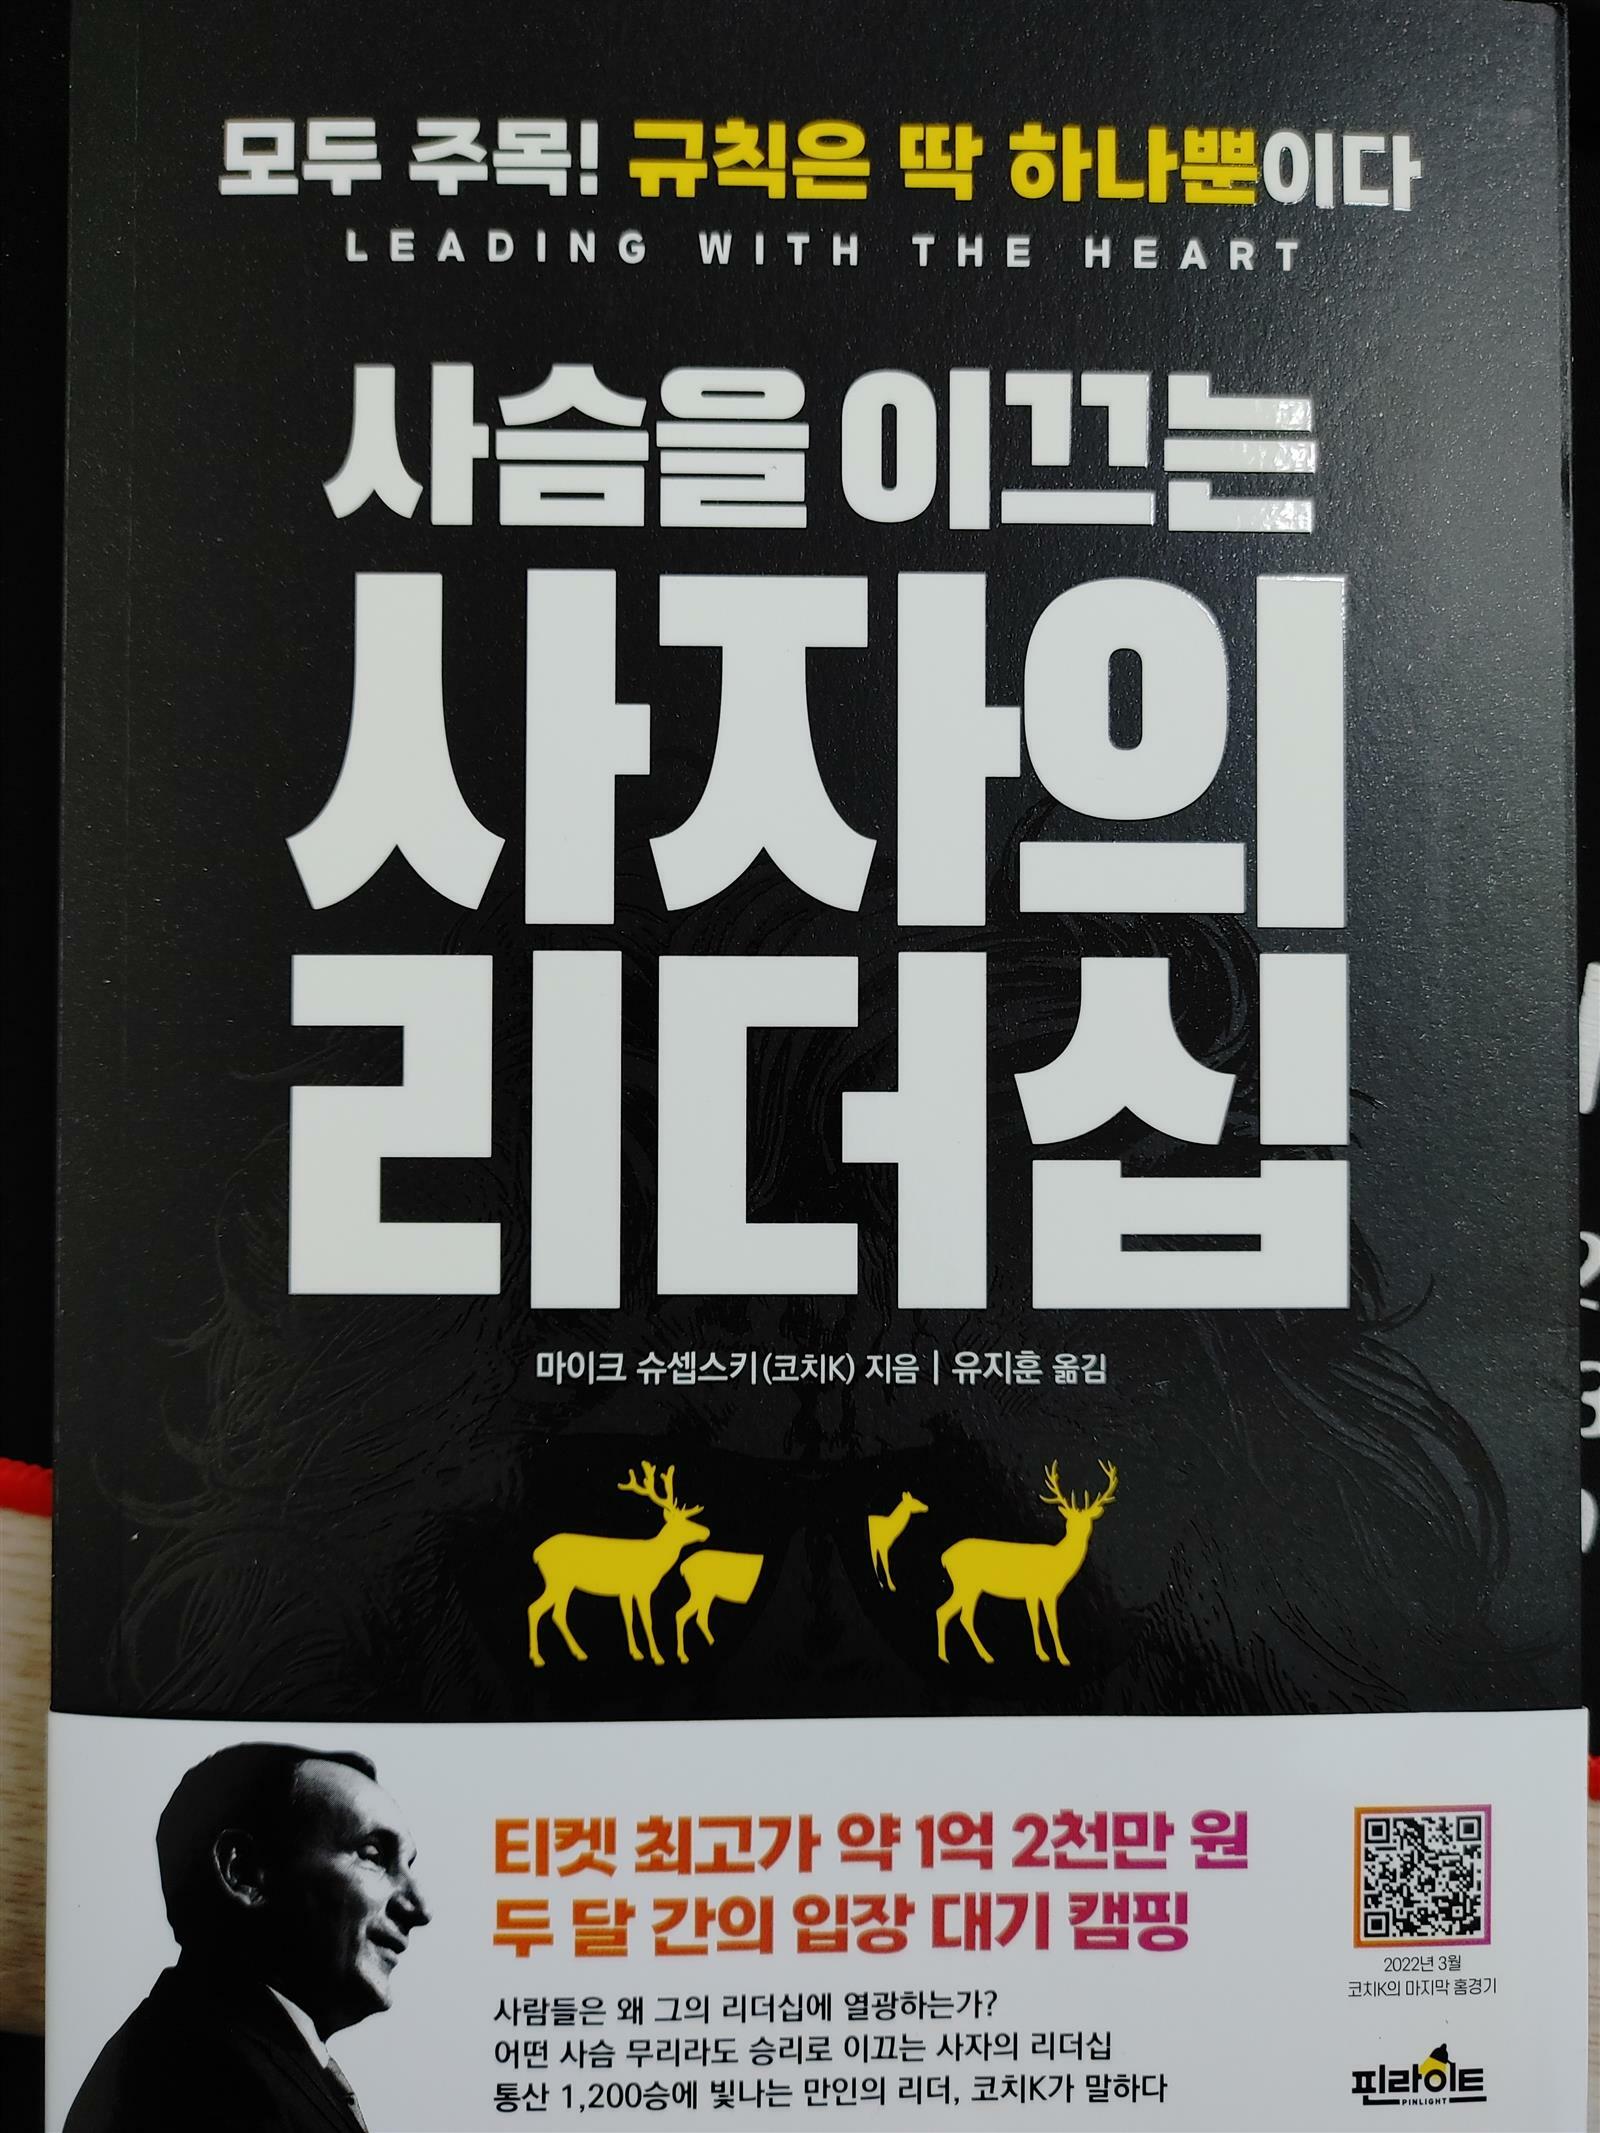 모두 주목! 규칙은 딱 하나뿐이다
LEADING WITH THE HEART
사슴을 이끄는
사자의
리더십
마이크 슈셉스키(코치K) 지음 | 유지훈 옮김
티켓 최고가 약 1억 2천만 원
두 달 간의 입장 대기 캠핑
사람들은 왜 그의 리더십에 열광하는가?
어떤 사슴 무리라도 승리로 이끄는 사자의 리더십
통산 1,200승에 빛나는 만인의 리더, 코치K가 말하다
2022년 3월
코치K의 마지막 홈경기
핀라이트
PINLIGHT